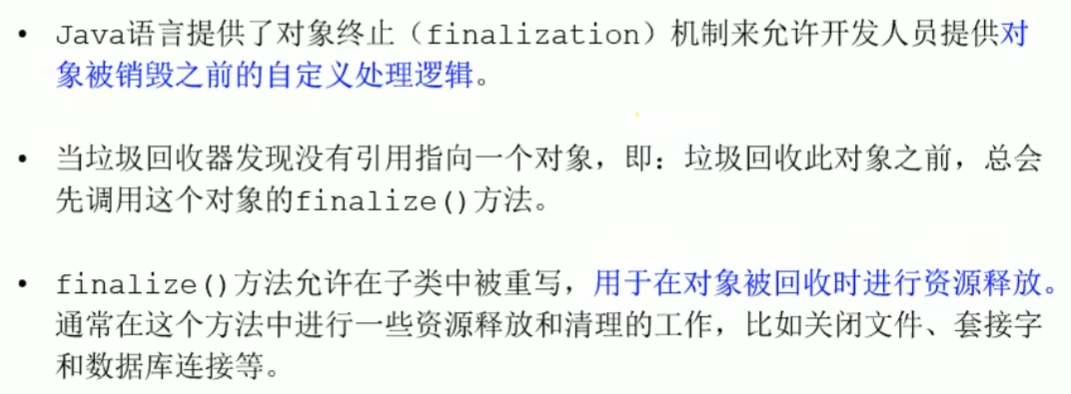 • Java语言提供了对象终止（finalization）机制来允许开发人员提供对
象被销毁之前的自定义处理逻辑。
• 当垃圾回收器发现没有引用指向一个对象，即：垃圾回收此对象之前，总会
先调用这个对象的finalize()方法。
• finalize()方法允许在子类中被重写，用于在对象被回收时进行资源释放。
通常在这个方法中进行一些资源释放和清理的工作，比如关闭文件、套接字
和数据库连接等。